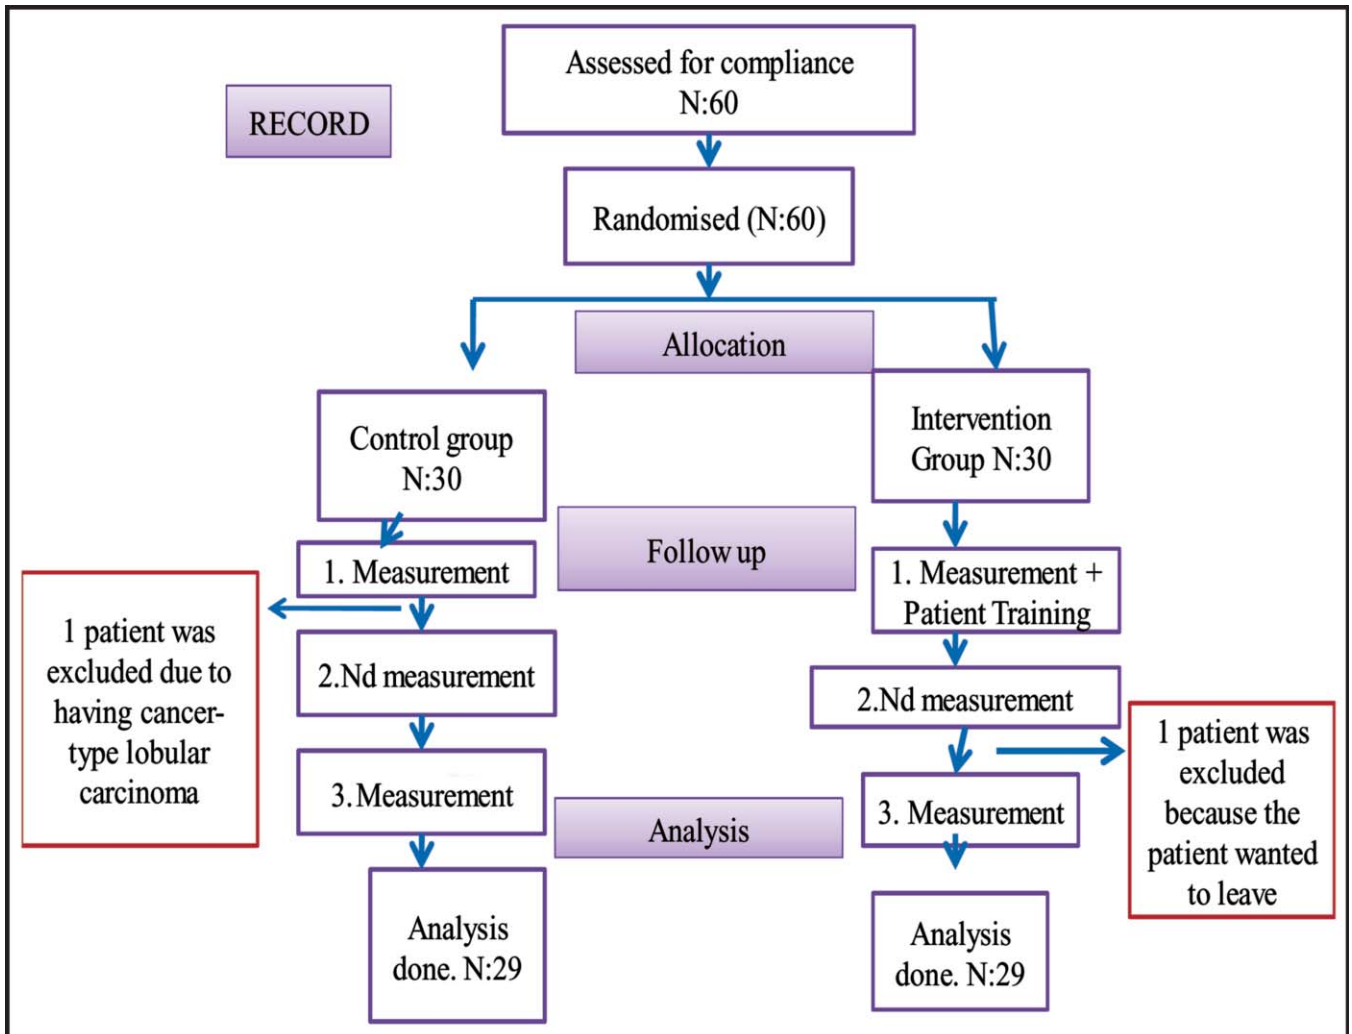 Assessed for compliance
N:60
RECORD
Randomised (N:60)
Allocation
Control group
N:30
Intervention
Group N:30
Follow up
1. Measurement
1. Measurement +
Patient Training
1 patient was
excluded due to
having cancer-
type lobular
carcinoma
2.Nd measurement
2.Nd measurement
1 patient was
excluded
because the
patient wanted
to leave
3. Measurement
3. Measurement
Analysis
Analysis
done. N:29
Analysis
done. N:29